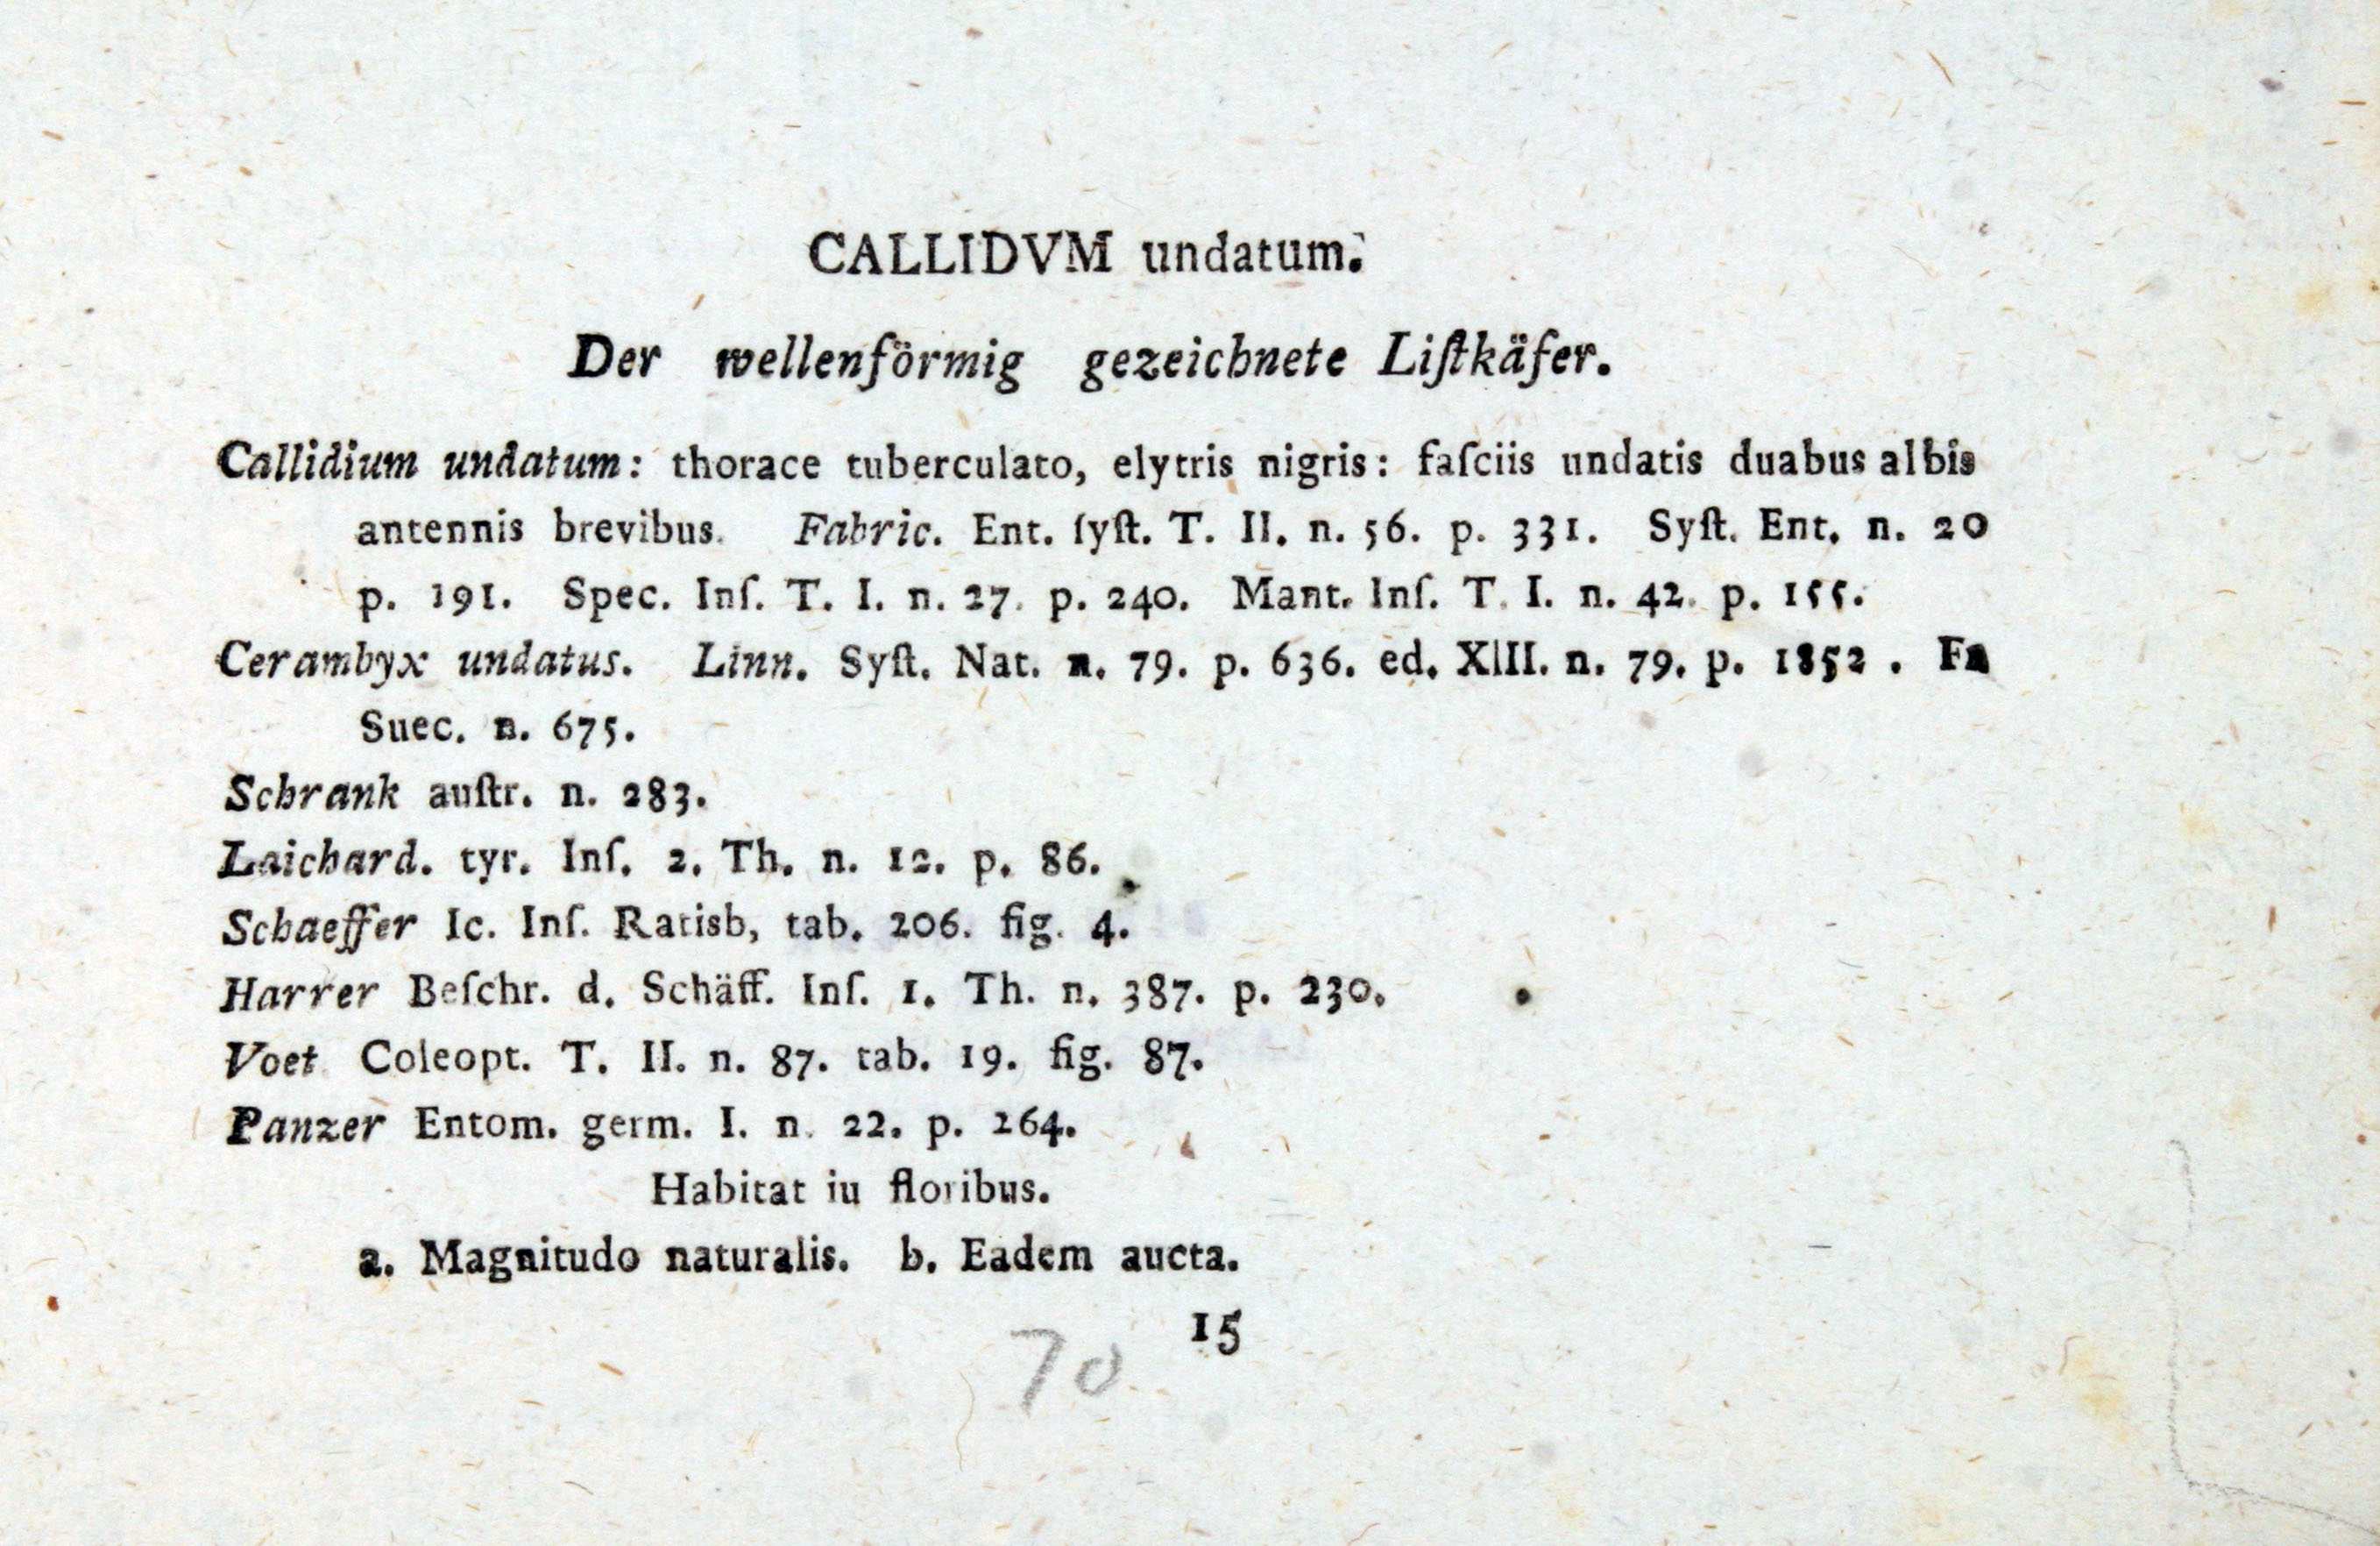 CALLIDVM undatum.
Der wellenförmig gezeichnete Liſtkäfer.
Callidium undatum: thorace tuberculato, elytris nigris: faſciis undatis duabus albis
antennis brevibus. Fabric. Ent. ſyſt. T. II. n. 56. p. 331. Syſt. Ent. n. 20
p. 191. Spec. Inſ. T. I. n. 27. p. 240. Mant. Inſ. T. I. n. 42. p. 155.
Cerambyx undatus. Linn. Syſt. Nat. n. 79. p. 636. ed. XIII. n. 79. p. 1852 . Fa
Suec. n. 675.
Schrank auſtr. n. 283.
Laichard. tyr. Inſ. 2. Th. n. 12. p. 86.
Schaeffer Ic. Inſ. Ratisb, tab. 206. fig. 4.
Harrer Beſchr. d. Schäff. Inſ. 1. Th. n. 387. p. 230.
Voet Coleopt. T. II. n. 87. tab. 19. fig. 87.
Panzer Entom. germ. I. n. 22. p. 264.
Habitat iu floribus.
a. Magnitudo naturalis. b. Eadem aucta.
15
70